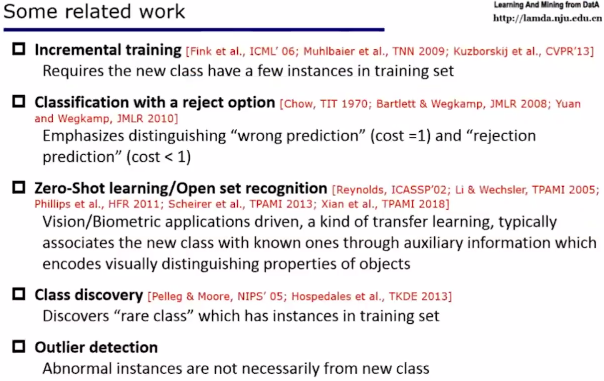 Some related work
Learning And Mining from DatA
http://lamda.nju.edu.cn
Incremental training [Fink et al., ICML' 06; Muhlbaier et al., TNN 2009; Kuzborskij et al., CVPR'13]
Requires the new class have a few instances in training set
Classification with a reject option [Chow, TIT 1970; Bartlett & Wegkamp, JMLR 2008; Yuan
and Wegkamp, JMLR 2010]
Emphasizes distinguishing “wrong prediction” (cost =1) and “rejection
prediction” (cost < 1)
Zero-Shot learning/Open set recognition [Reynolds, ICASSP'02; Li & Wechsler, TPAMI 2005;
Phillips et al., HFR 2011; Scheirer et al., TPAMI 2013; Xian et al., TPAMI 2018]
Vision/Biometric applications driven, a kind of transfer learning, typically
associates the new class with known ones through auxiliary information which
encodes visually distinguishing properties of objects
Class discovery [Pelleg & Moore, NIPS' 05; Hospedales et al., TKDE 2013]
Discovers “rare class” which has instances in training set
Outlier detection
Abnormal instances are not necessarily from new class